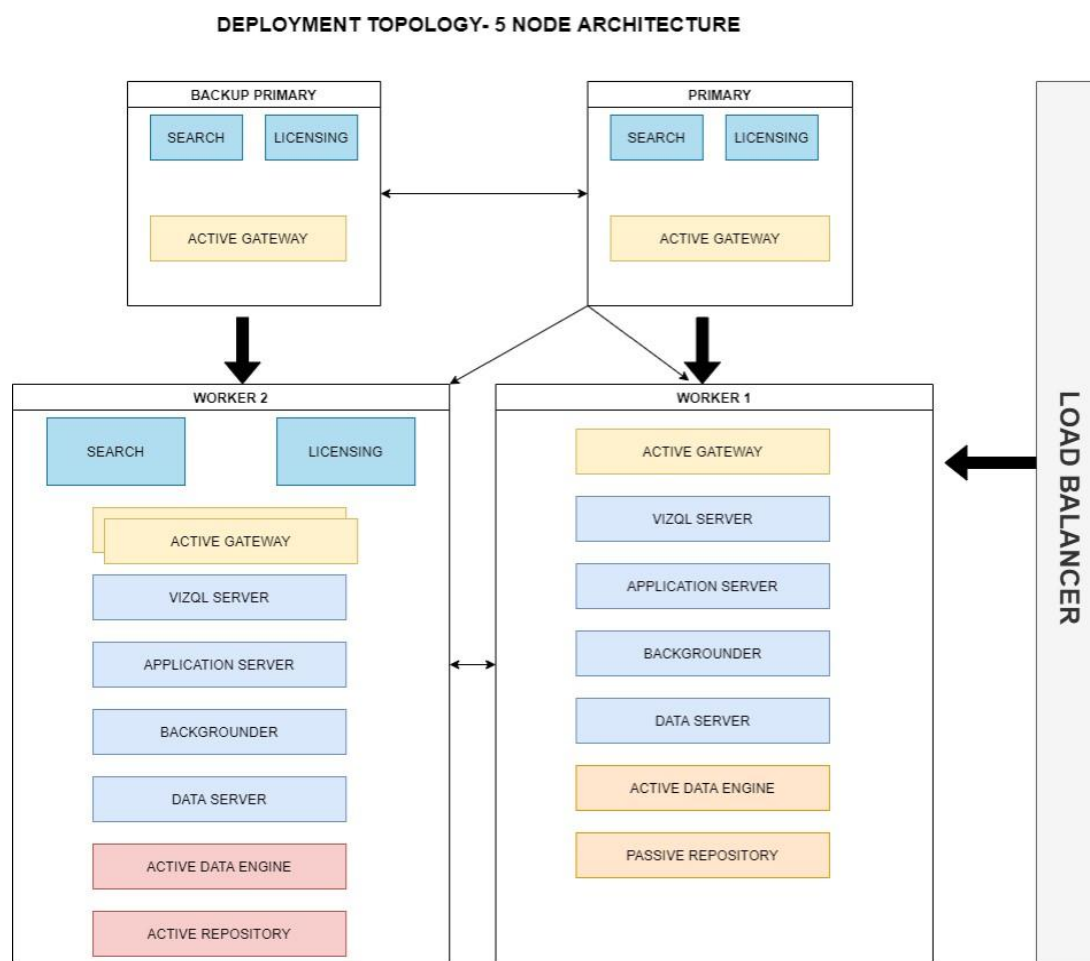 DEPLOYMENT TOPOLOGY- 5 NODE ARCHITECTURE
BACKUP PRIMARY
SEARCH
LICENSING
ACTIVE GATEWAY
PRIMARY
SEARCH
LICENSING
ACTIVE GATEWAY
WORKER 2
SEARCH
LICENSING
ACTIVE GATEWAY
VIZQL SERVER
APPLICATION SERVER
BACKGROUNDER
DATA SERVER
ACTIVE DATA ENGINE
ACTIVE REPOSITORY
WORKER 1
ACTIVE GATEWAY
VIZQL SERVER
APPLICATION SERVER
BACKGROUNDER
DATA SERVER
ACTIVE DATA ENGINE
PASSIVE REPOSITORY
LOAD BALANCER